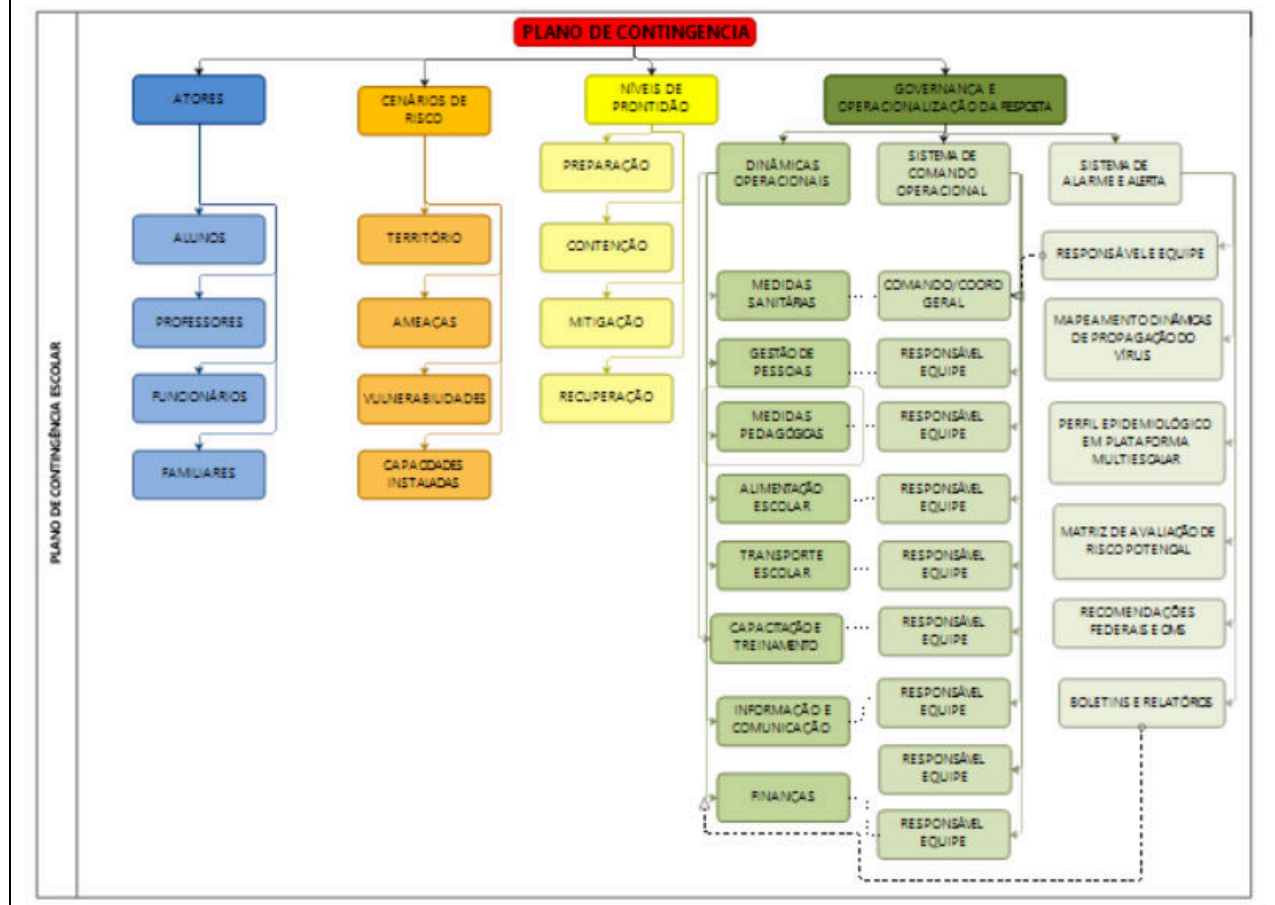 PLANO DE CONTINGENCIA
PLANO DE CONTINGÊNCIA ESCOLAR
ATORES
ALUNOS
PROFESSORES
FUNCIONÁRIOS
FAMILIARES
CENÁRIOS DE
RISCO
TERRITÓRIO
AMEAÇAS
VULNERABILIDADES
CAPACIDADES
INSTALADAS
NÍVEIS DE
PRONTIDÃO
PREPARAÇÃO
CONTENÇÃO
MITIGAÇÃO
RECUPERAÇÃO
GOVERNANÇA E
OPERACIONALIZAÇÃO DA RESPOSTA
DINÂMICAS
OPERACIONAIS
MEDIDAS
SANITÁRIAS
GESTÃO DE
PESSOAS
MEDIDAS
PEDAGÓGICAS
ALIMENTAÇÃO
ESCOLAR
TRANSPORTE
ESCOLAR
CAPACITAÇÃO E
TREINAMENTO
INFORMAÇÃO E
COMUNICAÇÃO
FINANÇAS
SISTEMA DE
COMANDO
OPERACIONAL
COMANDO/COORD
GERAL
RESPONSÁVEL
EQUIPE
RESPONSÁVEL
EQUIPE
RESPONSÁVEL
EQUIPE
RESPONSÁVEL
EQUIPE
RESPONSÁVEL
EQUIPE
RESPONSÁVEL
EQUIPE
RESPONSÁVEL
EQUIPE
RESPONSÁVEL
EQUIPE
SISTEMA DE
ALARME E ALERTA
RESPONSÁVEL E EQUIPE
MAPEAMENTO DINÂMICAS
DE PROPAGAÇÃO DO
VÍRUS
PERFIL EPIDEMIOLÓGICO
EM PLATAFORMA
MULTIESCALAR
MATRIZ DE AVALIAÇÃO DE
RISCO POTENCIAL
RECOMENDAÇÕES
FEDERAIS E OMS
BOLETINS E RELATÓRIOS